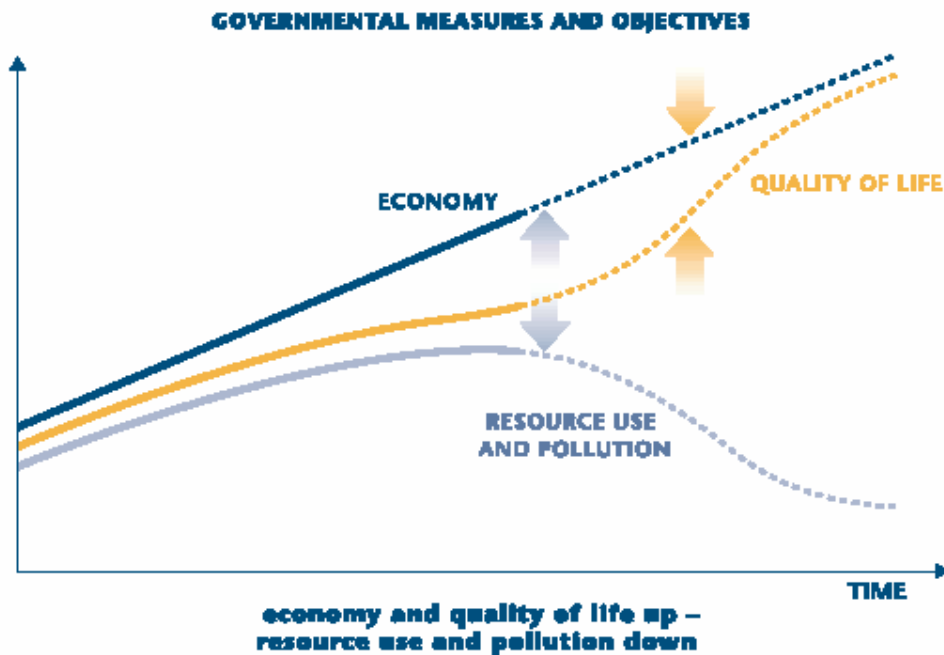 GOVERNMENTAL MEASURES AND OBJECTIVES
ECONOMY
QUALITY OF LIFE
RESOURCE USE
AND POLLUTION
TIME
economy and quality of life up –
resource use and pollution down